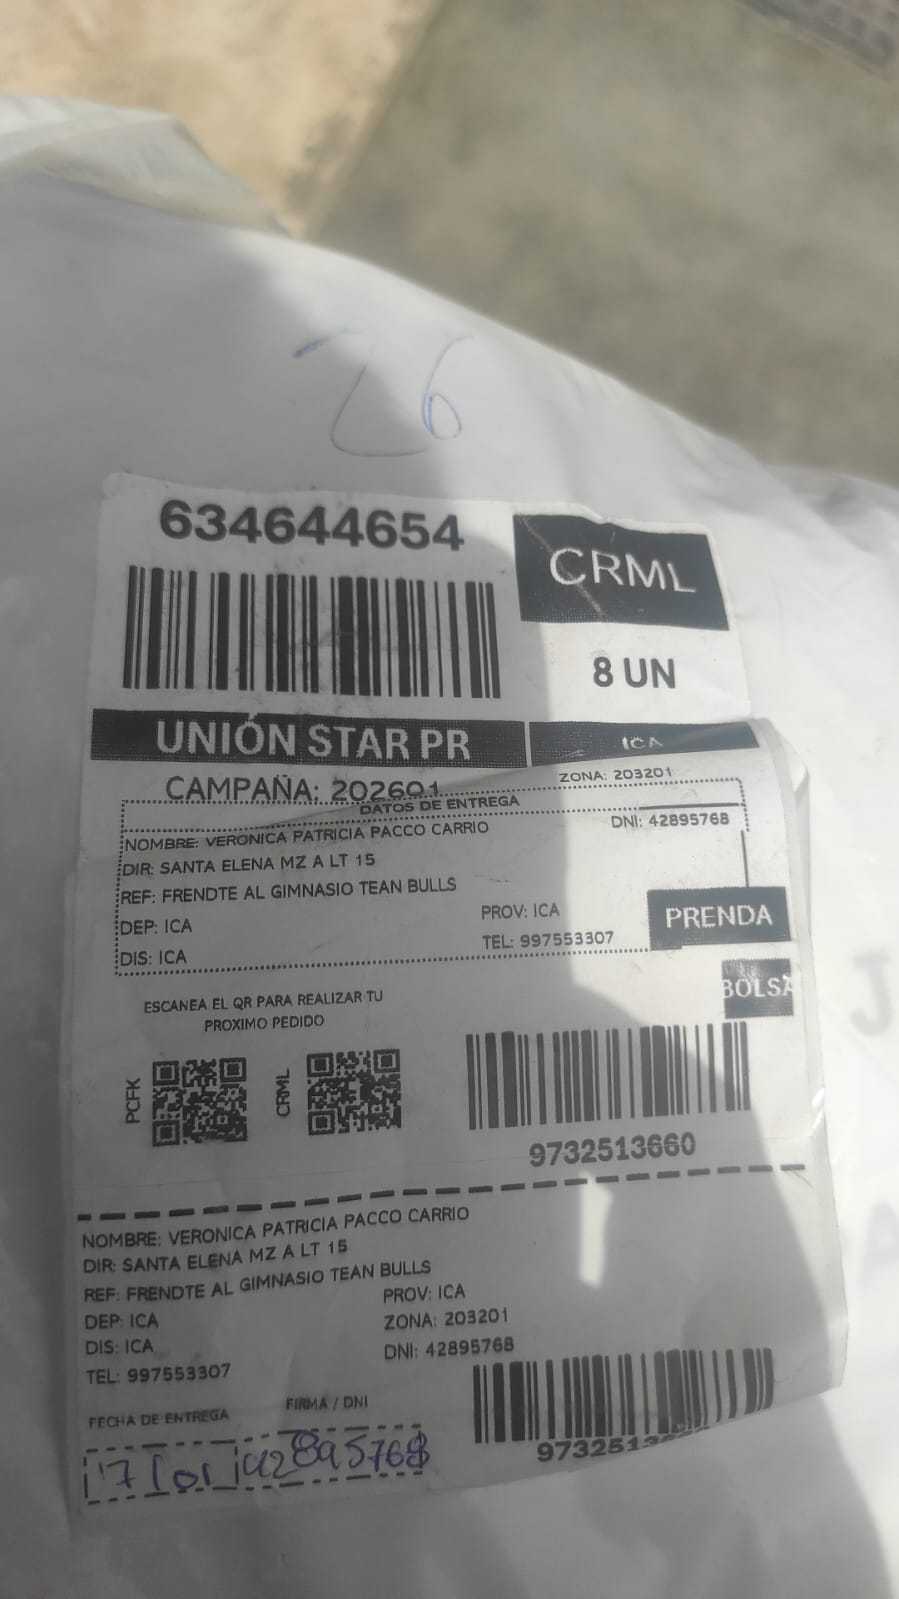 26
634644654
CRML
8 UN
UNIÓN STAR PR
ICA
CAMPAÑA: 202601
ZONA: 203201
DATOS DE ENTREGA
NOMBRE: VERONICA PATRICIA PACCO CARRIO
DNI: 42895768
DIR: SANTA ELENA MZ A LT 15
REF: FRENDTE AL GIMNASIO TEAN BULLS
DEP: ICA
PROV: ICA
PRENDA
DIS: ICA
TEL: 997553307
BOLSA
ESCANEA EL QR PARA REALIZAR TU
PROXIMO PEDIDO
PCFK
CRML
9732513660
NOMBRE: VERONICA PATRICIA PACCO CARRIO
DIR: SANTA ELENA MZ A LT 15
REF: FRENDTE AL GIMNASIO TEAN BULLS
DEP: ICA
PROV: ICA
DIS: ICA
ZONA: 203201
TEL: 997553307
DNI: 42895768
FECHA DE ENTREGA
FIRMA / DNI
42895768